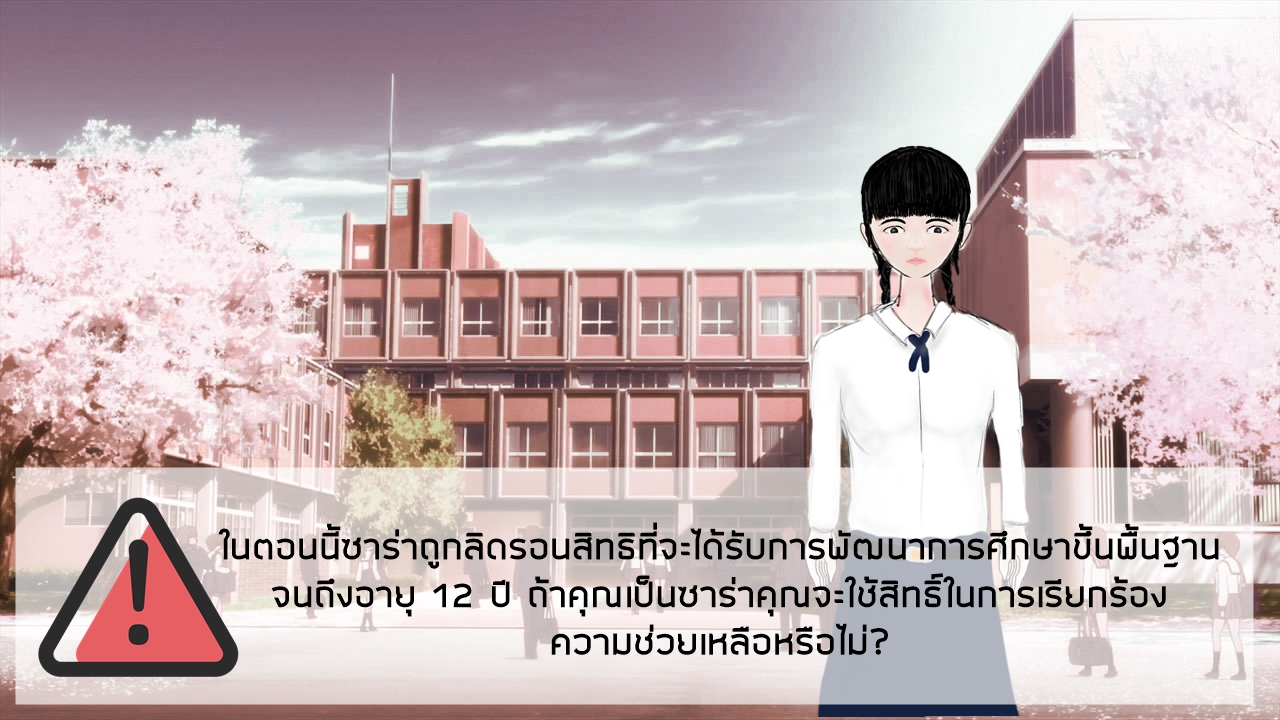 ในตอนนี้ซาร่าถูกลิดรอนสิทธิที่จะได้รับการพัฒนาการศึกษาขึ้นพื้นฐาน
จนถึงอายุ 12 ปี ถ้าคุณเป็นซาร่าคุณจะใช้สิทธิ์ในการเรียกร้อง
ความช่วยเหลือหรือไม่?